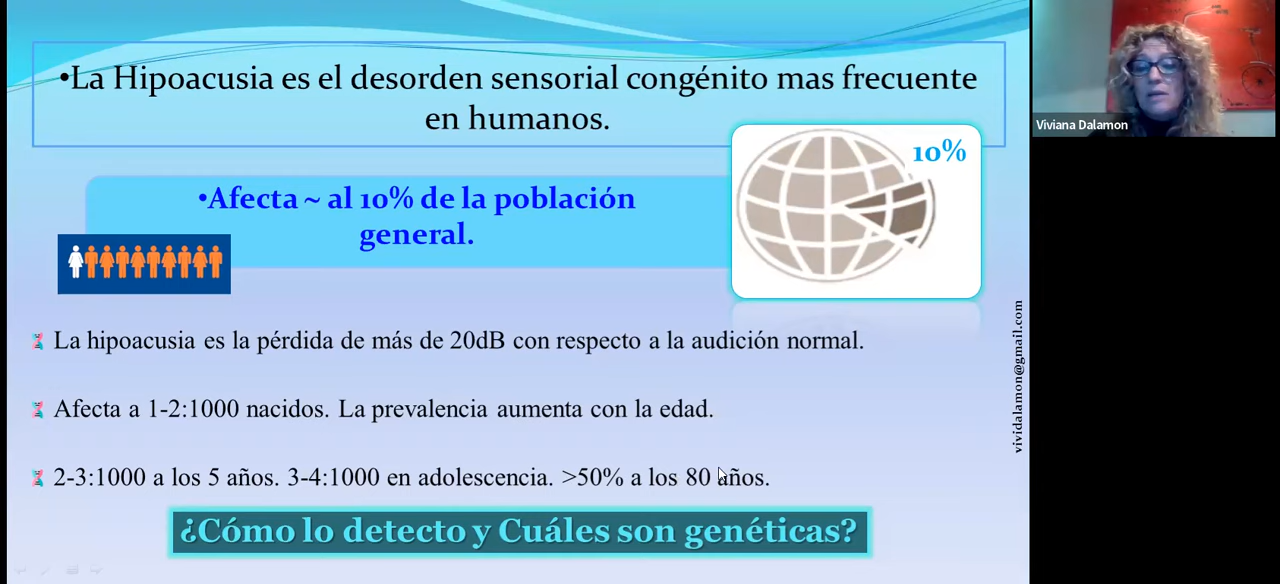 •La Hipoacusia es el desorden sensorial congénito mas frecuente
en humanos.
10%
•Afecta ~ al 10% de la población
general.
La hipoacusia es la pérdida de más de 20dB con respecto a la audición normal.
Afecta a 1-2:1000 nacidos. La prevalencia aumenta con la edad.
2-3:1000 a los 5 años. 3-4:1000 en adolescencia. >50% a los 80 años.
¿Cómo lo detecto y Cuáles son genéticas?
vividalamon@gmail.com
Viviana Dalamon